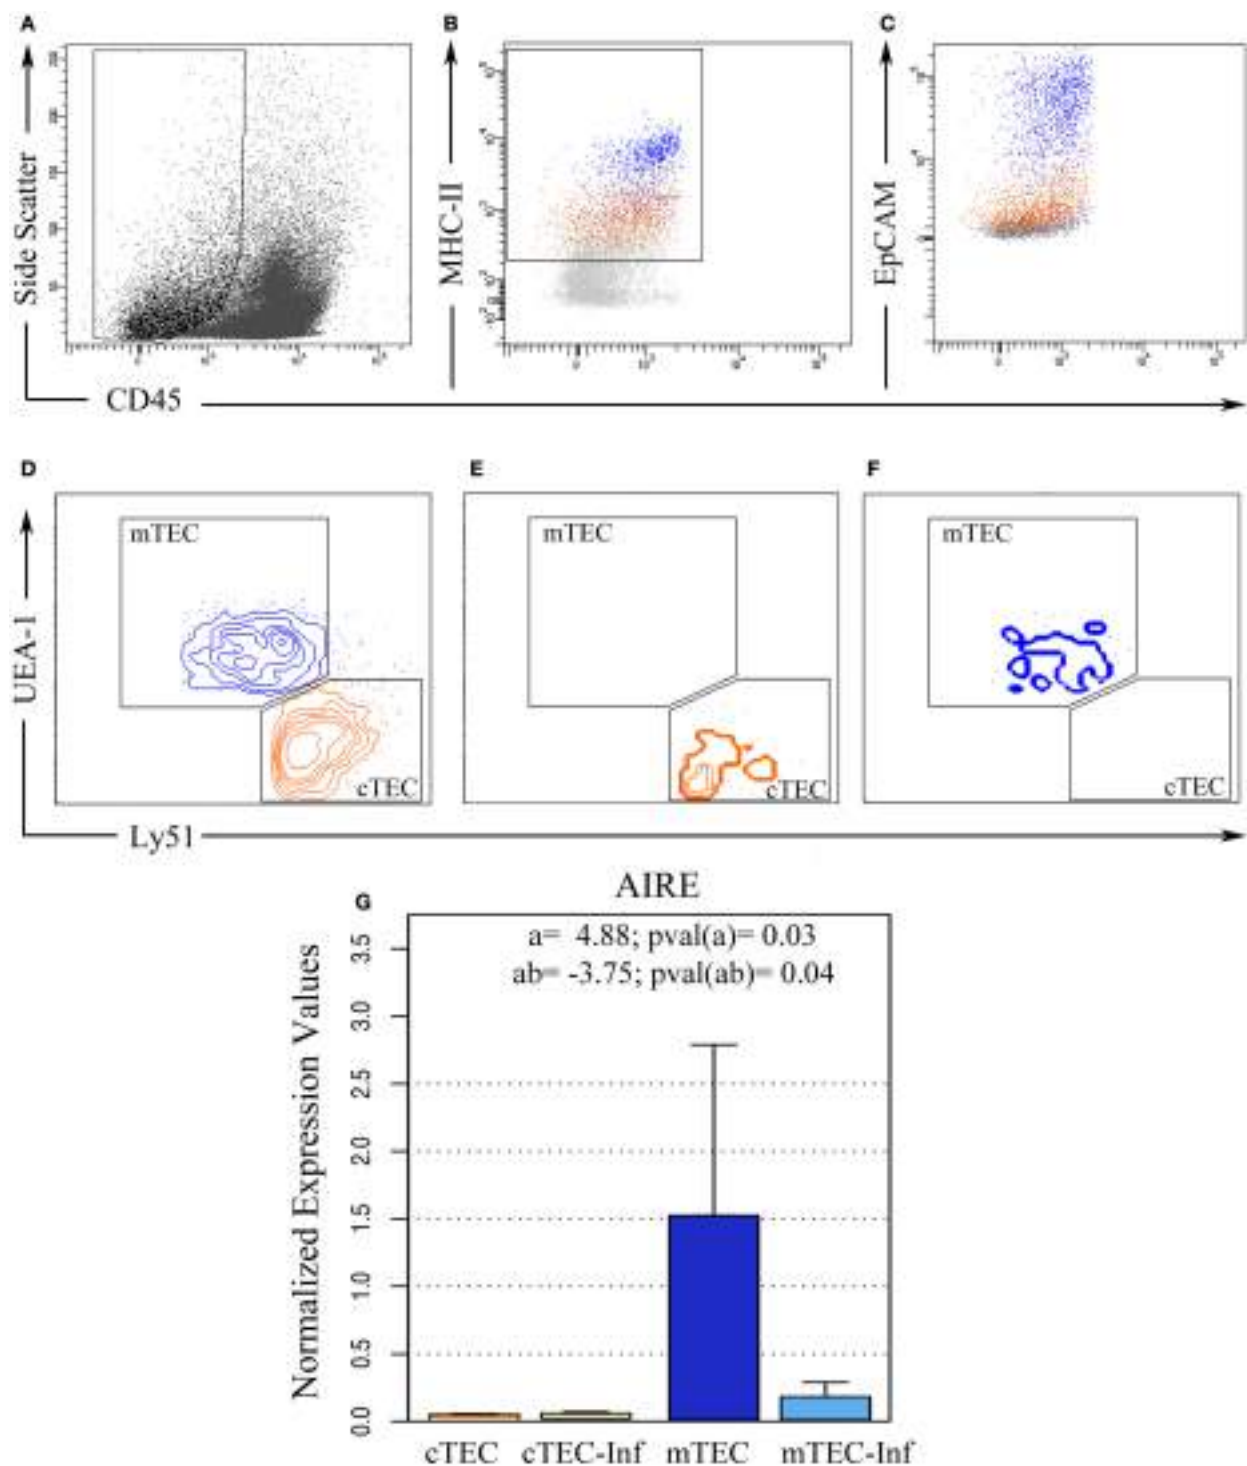 A
B
C
Side Scatter
MHC-II
EpCAM
CD45
D
E
F
UEA-1
mTEC
mTEC
mTEC
cTEC
cTEC
cTEC
Ly51
AIRE
G
a= 4.88; pval(a)= 0.03
ab= -3.75; pval(ab)= 0.04
Normalized Expression Values
3.5
3.0
2.5
2.0
1.5
1.0
0.5
0.0
cTEC cTEC-Inf mTEC mTEC-Inf